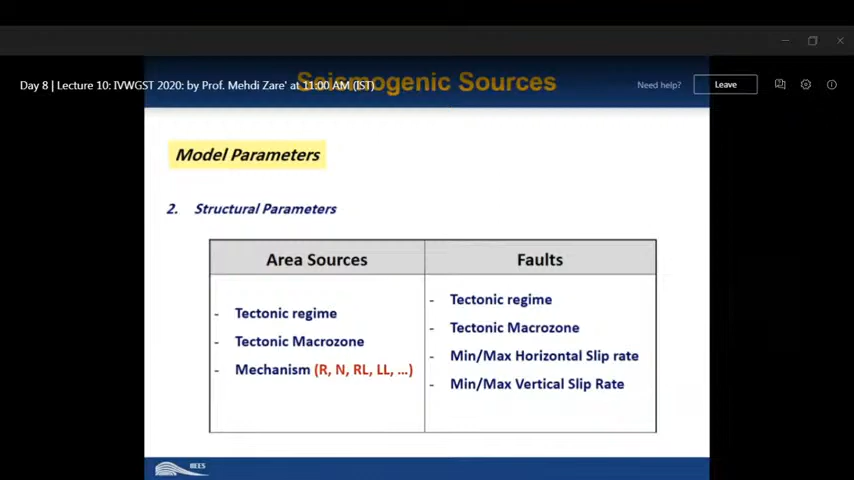 Seismogenic Sources
Day 8 | Lecture 10: IVWGST 2020: by Prof. Mehdi Zare' at 11:00 AM (IST)
Need help?
Leave
Model Parameters
2. Structural Parameters
Area Sources
Faults
- Tectonic regime
- Tectonic Macrozone
- Mechanism (R, N, RL, LL, ...)
- Tectonic regime
- Tectonic Macrozone
- Min/Max Horizontal Slip rate
- Min/Max Vertical Slip Rate
IIEES